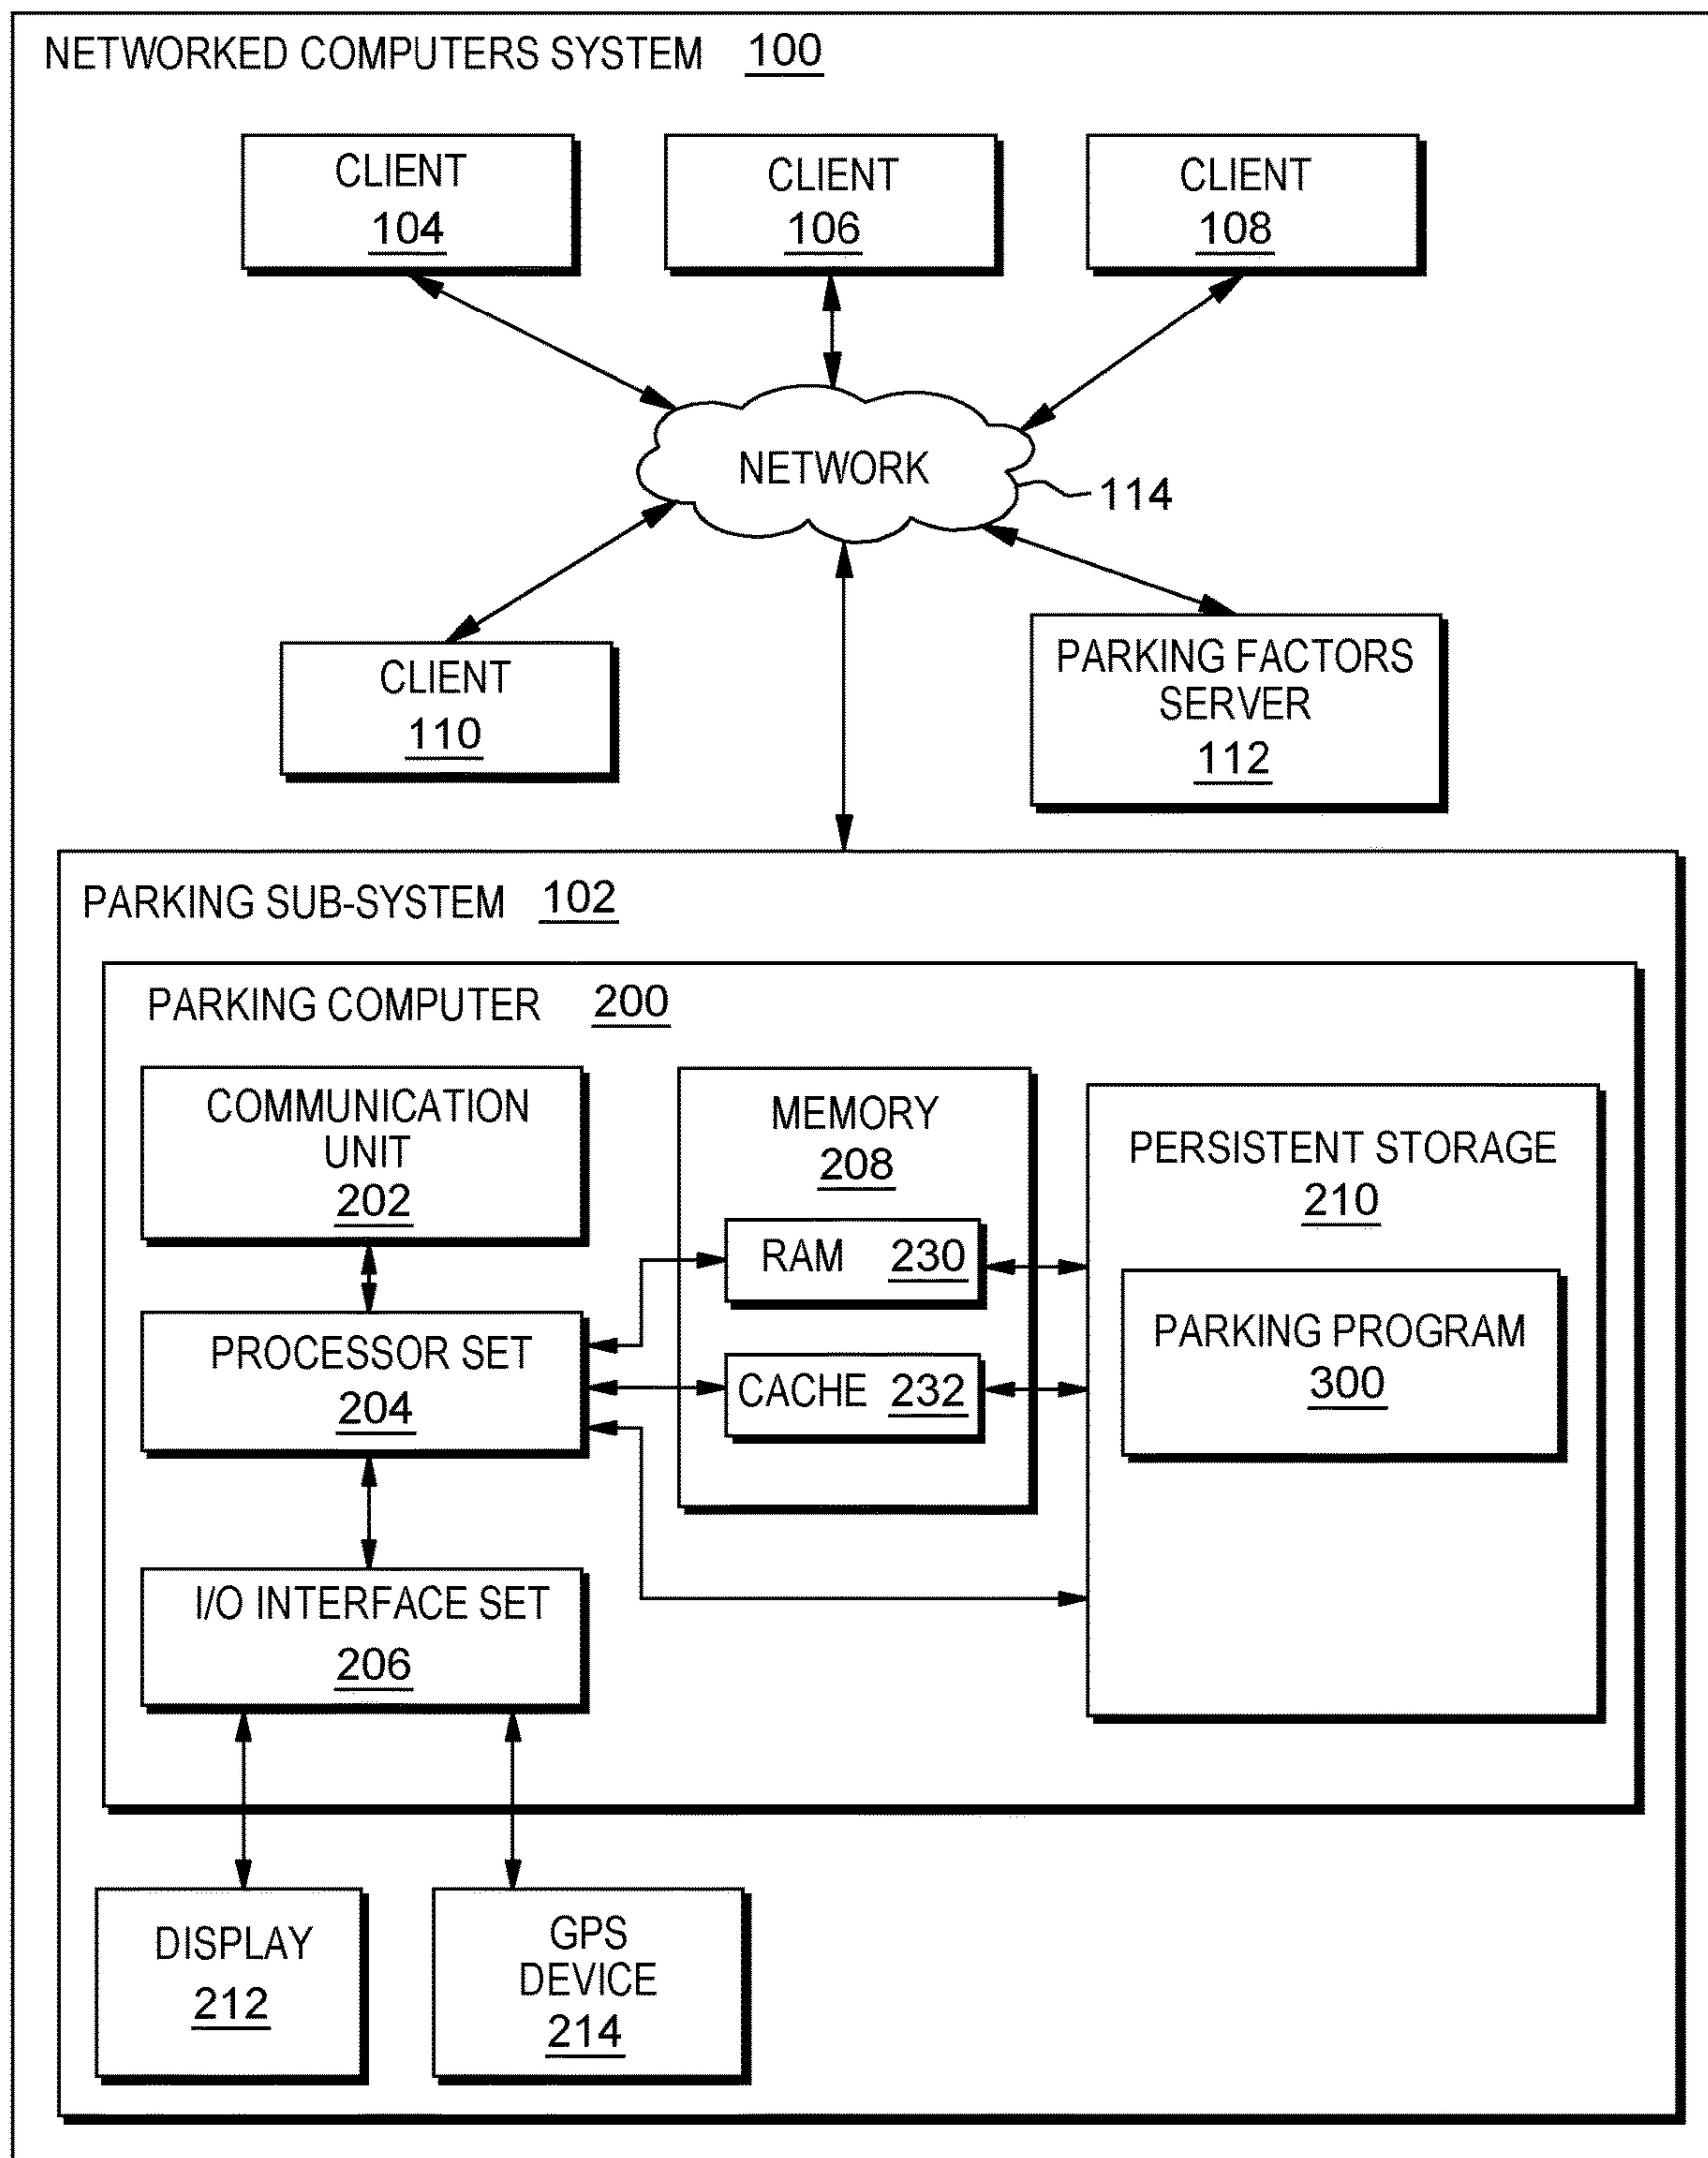 NETWORKED COMPUTERS SYSTEM 100
CLIENT
104
CLIENT
106
CLIENT
108
NETWORK
114
CLIENT
110
PARKING FACTORS
SERVER
112
PARKING SUB-SYSTEM 102
PARKING COMPUTER 200
COMMUNICATION
UNIT
202
MEMORY
208
PERSISTENT STORAGE
210
RAM 230
PARKING PROGRAM
300
PROCESSOR SET
204
CACHE 232
I/O INTERFACE SET
206
DISPLAY
212
GPS
DEVICE
214